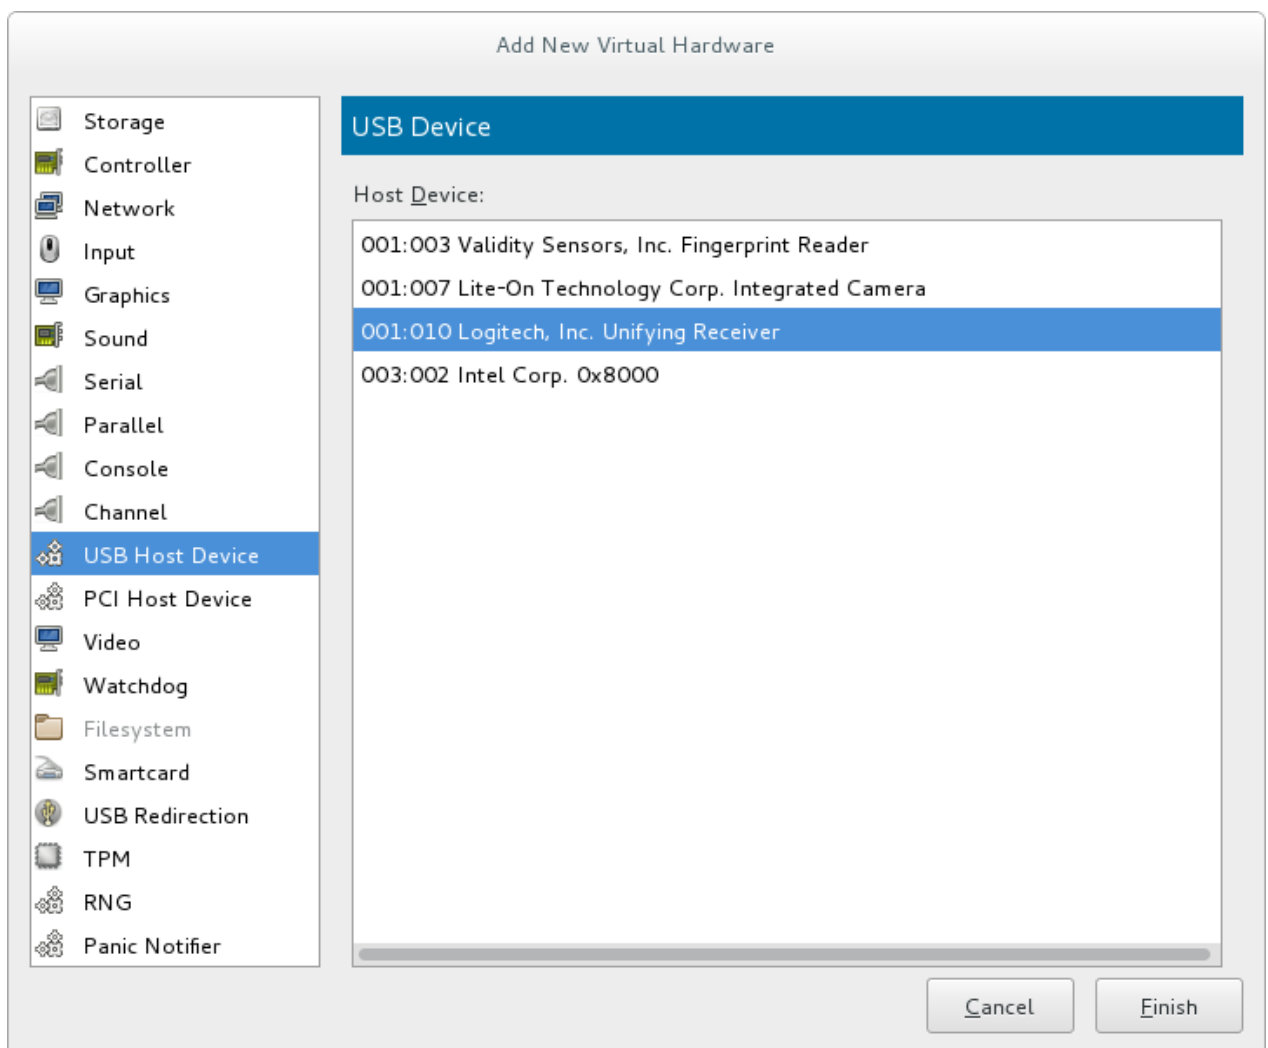 Add New Virtual Hardware
Storage
Controller
Network
Input
Graphics
Sound
Serial
Parallel
Console
Channel
USB Host Device
PCI Host Device
Video
Watchdog
Filesystem
Smartcard
USB Redirection
TPM
RNG
Panic Notifier
USB Device
Host Device:
001:003 Validity Sensors, Inc. Fingerprint Reader
001:007 Lite-On Technology Corp. Integrated Camera
001:010 Logitech, Inc. Unifying Receiver
003:002 Intel Corp. 0x8000
Cancel
Finish